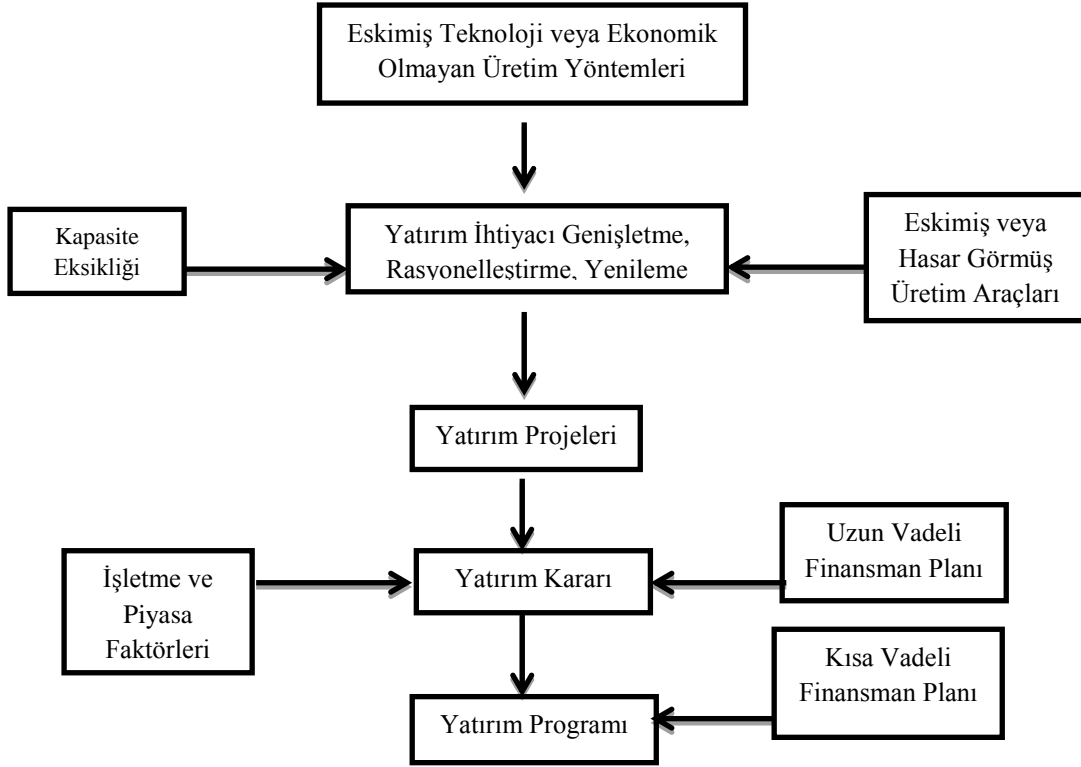 Eskimiş Teknoloji veya Ekonomik
Olmayan Üretim Yöntemleri
Kapasite
Eksikliği
Yatırım İhtiyacı Genişletme,
Rasyonelleştirme, Yenileme
Eskimiş veya
Hasar Görmüş
Üretim Araçları
Yatırım Projeleri
İşletme ve
Piyasa
Faktörleri
Yatırım Kararı
Uzun Vadeli
Finansman Planı
Kısa Vadeli
Finansman Planı
Yatırım Programı